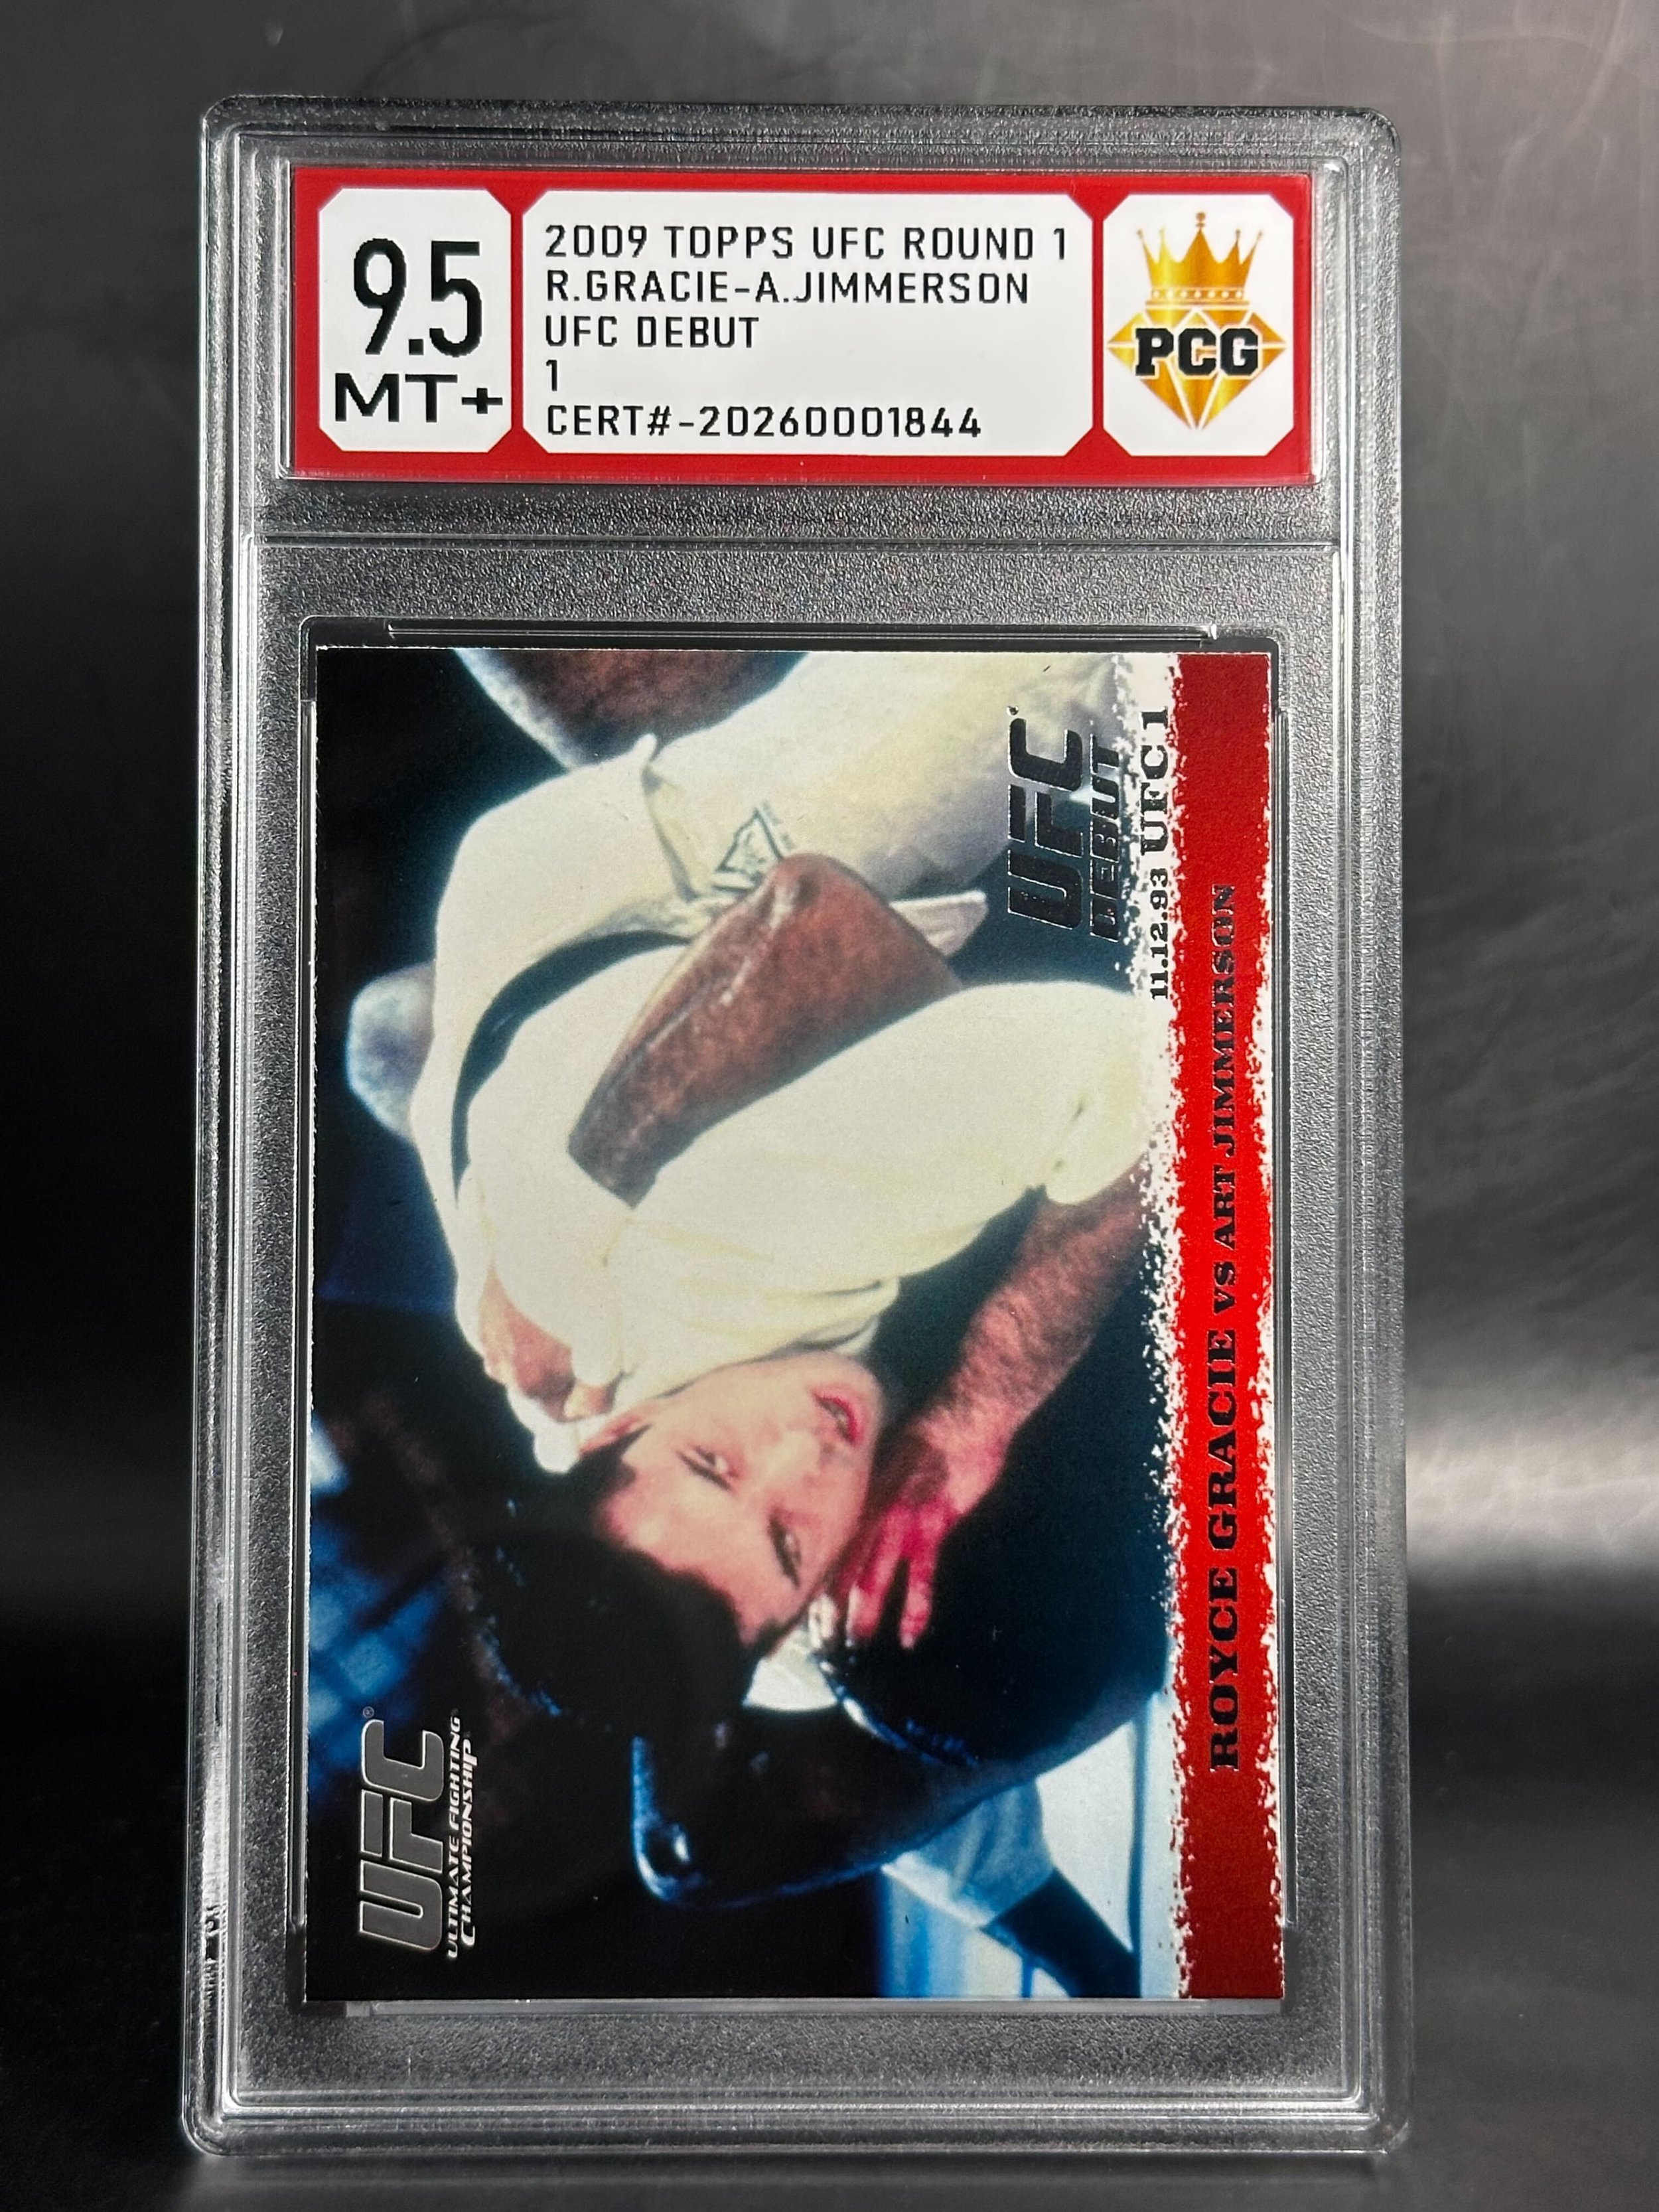 9.5
MT+
2009 TOPPS UFC ROUND 1
R.GRACIE-A.JIMMERSON
UFC DEBUT
1
CERT#-20260001844
PCG
UFC
ULTIMATE FIGHTING
CHAMPIONSHIP
UFC
DEBUT
11.12.93 UFC 1
ROYCE GRACIE VS ART JIMMERSON